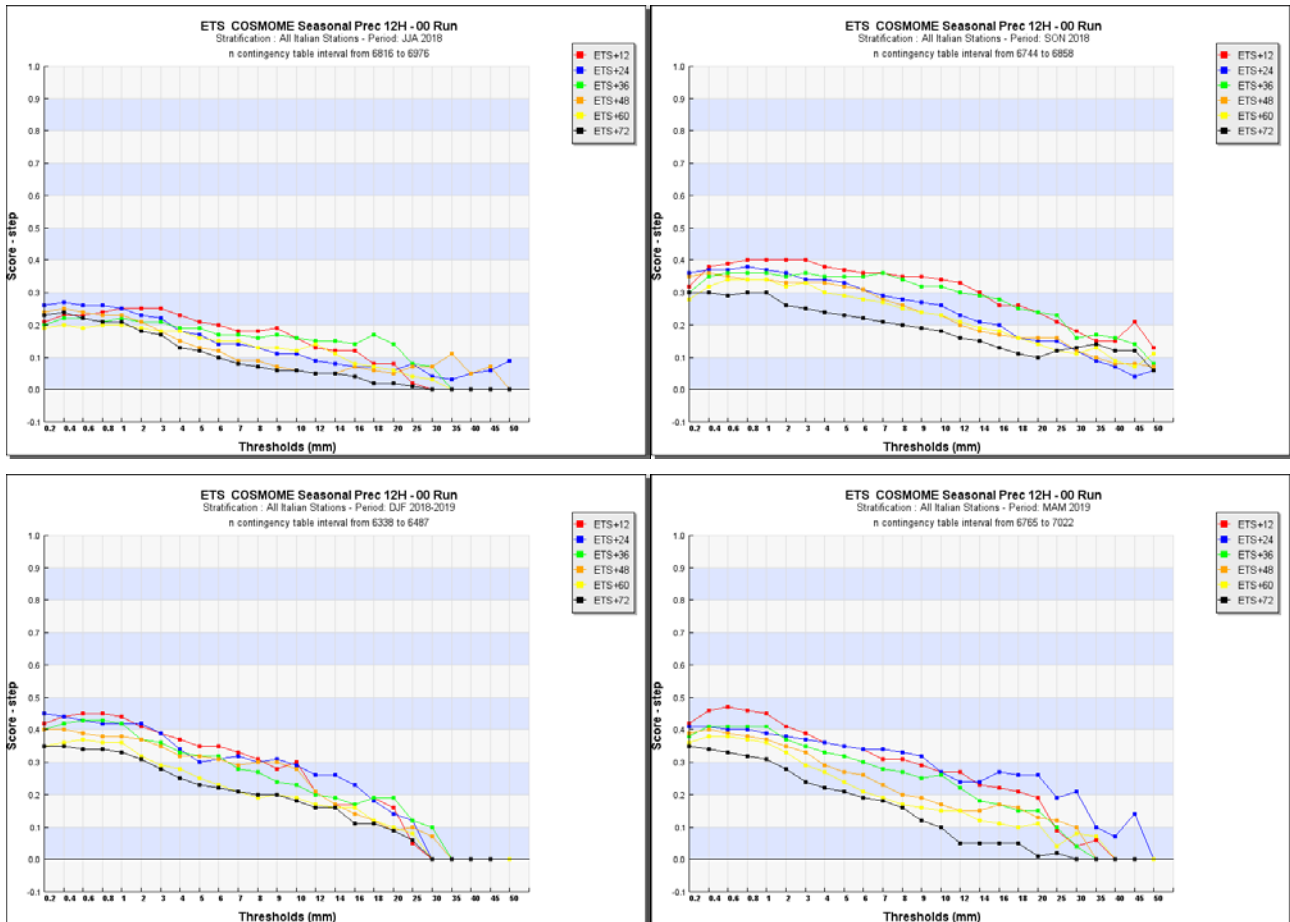 ETS COSMOME Seasonal Prec 12H - 00 Run
Stratification : All Italian Stations - Period: JJA 2018
n contingency table interval from 6816 to 6976
ETS+12
ETS+24
ETS+36
ETS+48
ETS+60
ETS+72
1.0
0.9
0.8
0.7
0.6
0.5
0.4
0.3
0.2
0.1
0.0
-0.1
Score - step
0.2 0.4 0.6 0.8 1 2 3 4 5 6 7 8 9 10 12 14 16 18 20 25 30 35 40 45 50
Thresholds (mm)
ETS COSMOME Seasonal Prec 12H - 00 Run
Stratification : All Italian Stations - Period: SON 2018
n contingency table interval from 6744 to 6858
ETS+12
ETS+24
ETS+36
ETS+48
ETS+60
ETS+72
1.0
0.9
0.8
0.7
0.6
0.5
0.4
0.3
0.2
0.1
0.0
-0.1
Score - step
0.2 0.4 0.6 0.8 1 2 3 4 5 6 7 8 9 10 12 14 16 18 20 25 30 35 40 45 50
Thresholds (mm)
ETS COSMOME Seasonal Prec 12H - 00 Run
Stratification : All Italian Stations - Period: DJF 2018-2019
n contingency table interval from 6338 to 6487
ETS+12
ETS+24
ETS+36
ETS+48
ETS+60
ETS+72
1.0
0.9
0.8
0.7
0.6
0.5
0.4
0.3
0.2
0.1
0.0
-0.1
Score - step
0.2 0.4 0.6 0.8 1 2 3 4 5 6 7 8 9 10 12 14 16 18 20 25 30 35 40 45 50
Thresholds (mm)
ETS COSMOME Seasonal Prec 12H - 00 Run
Stratification : All Italian Stations - Period: MAM 2019
n contingency table interval from 6765 to 7022
ETS+12
ETS+24
ETS+36
ETS+48
ETS+60
ETS+72
1.0
0.9
0.8
0.7
0.6
0.5
0.4
0.3
0.2
0.1
0.0
-0.1
Score - step
0.2 0.4 0.6 0.8 1 2 3 4 5 6 7 8 9 10 12 14 16 18 20 25 30 35 40 45 50
Thresholds (mm)